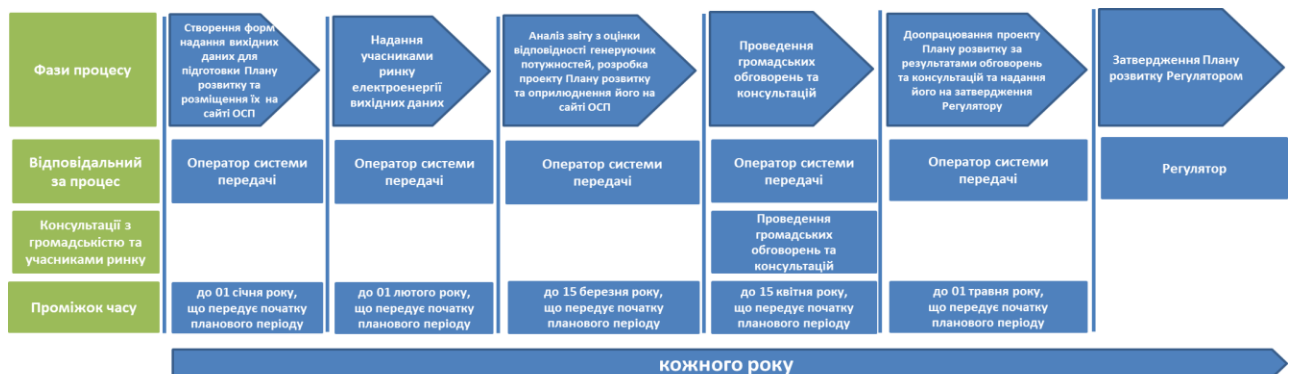 Фази процесу
Створення форм
надання вихідних
даних для
підготовки Плану
розвитку та
розміщення їх на
сайті ОСП
Надання
учасниками
ринку
електроенергії
вихідних даних
Аналіз звіту з оцінки
відповідності генеруючих
потужностей, розробка
проекту Плану розвитку
та оприлюднення його на
сайті ОСП
Проведення
громадських
обговорень та
консультацій
Доопрацювання проекту
Плану розвитку за
результатами обговорень
та консультацій та надання
його на затвердження
Регулятору
Затвердження Плану
розвитку Регулятором
Відповідальний
за процес
Оператор системи
передачі
Оператор системи
передачі
Оператор системи
передачі
Оператор системи
передачі
Оператор системи
передачі
Регулятор
Консультації з
громадськістю та
учасниками ринку
Проведення
громадських
обговорень та
консультацій
Проміжок часу
до 01 січня року,
що передує початку
планового періоду
до 01 лютого року,
що передує початку
планового періоду
до 15 березня року,
що передує початку
планового періоду
до 15 квітня року,
що передує початку
планового періоду
до 01 травня року,
що передує початку
планового періоду
кожного року